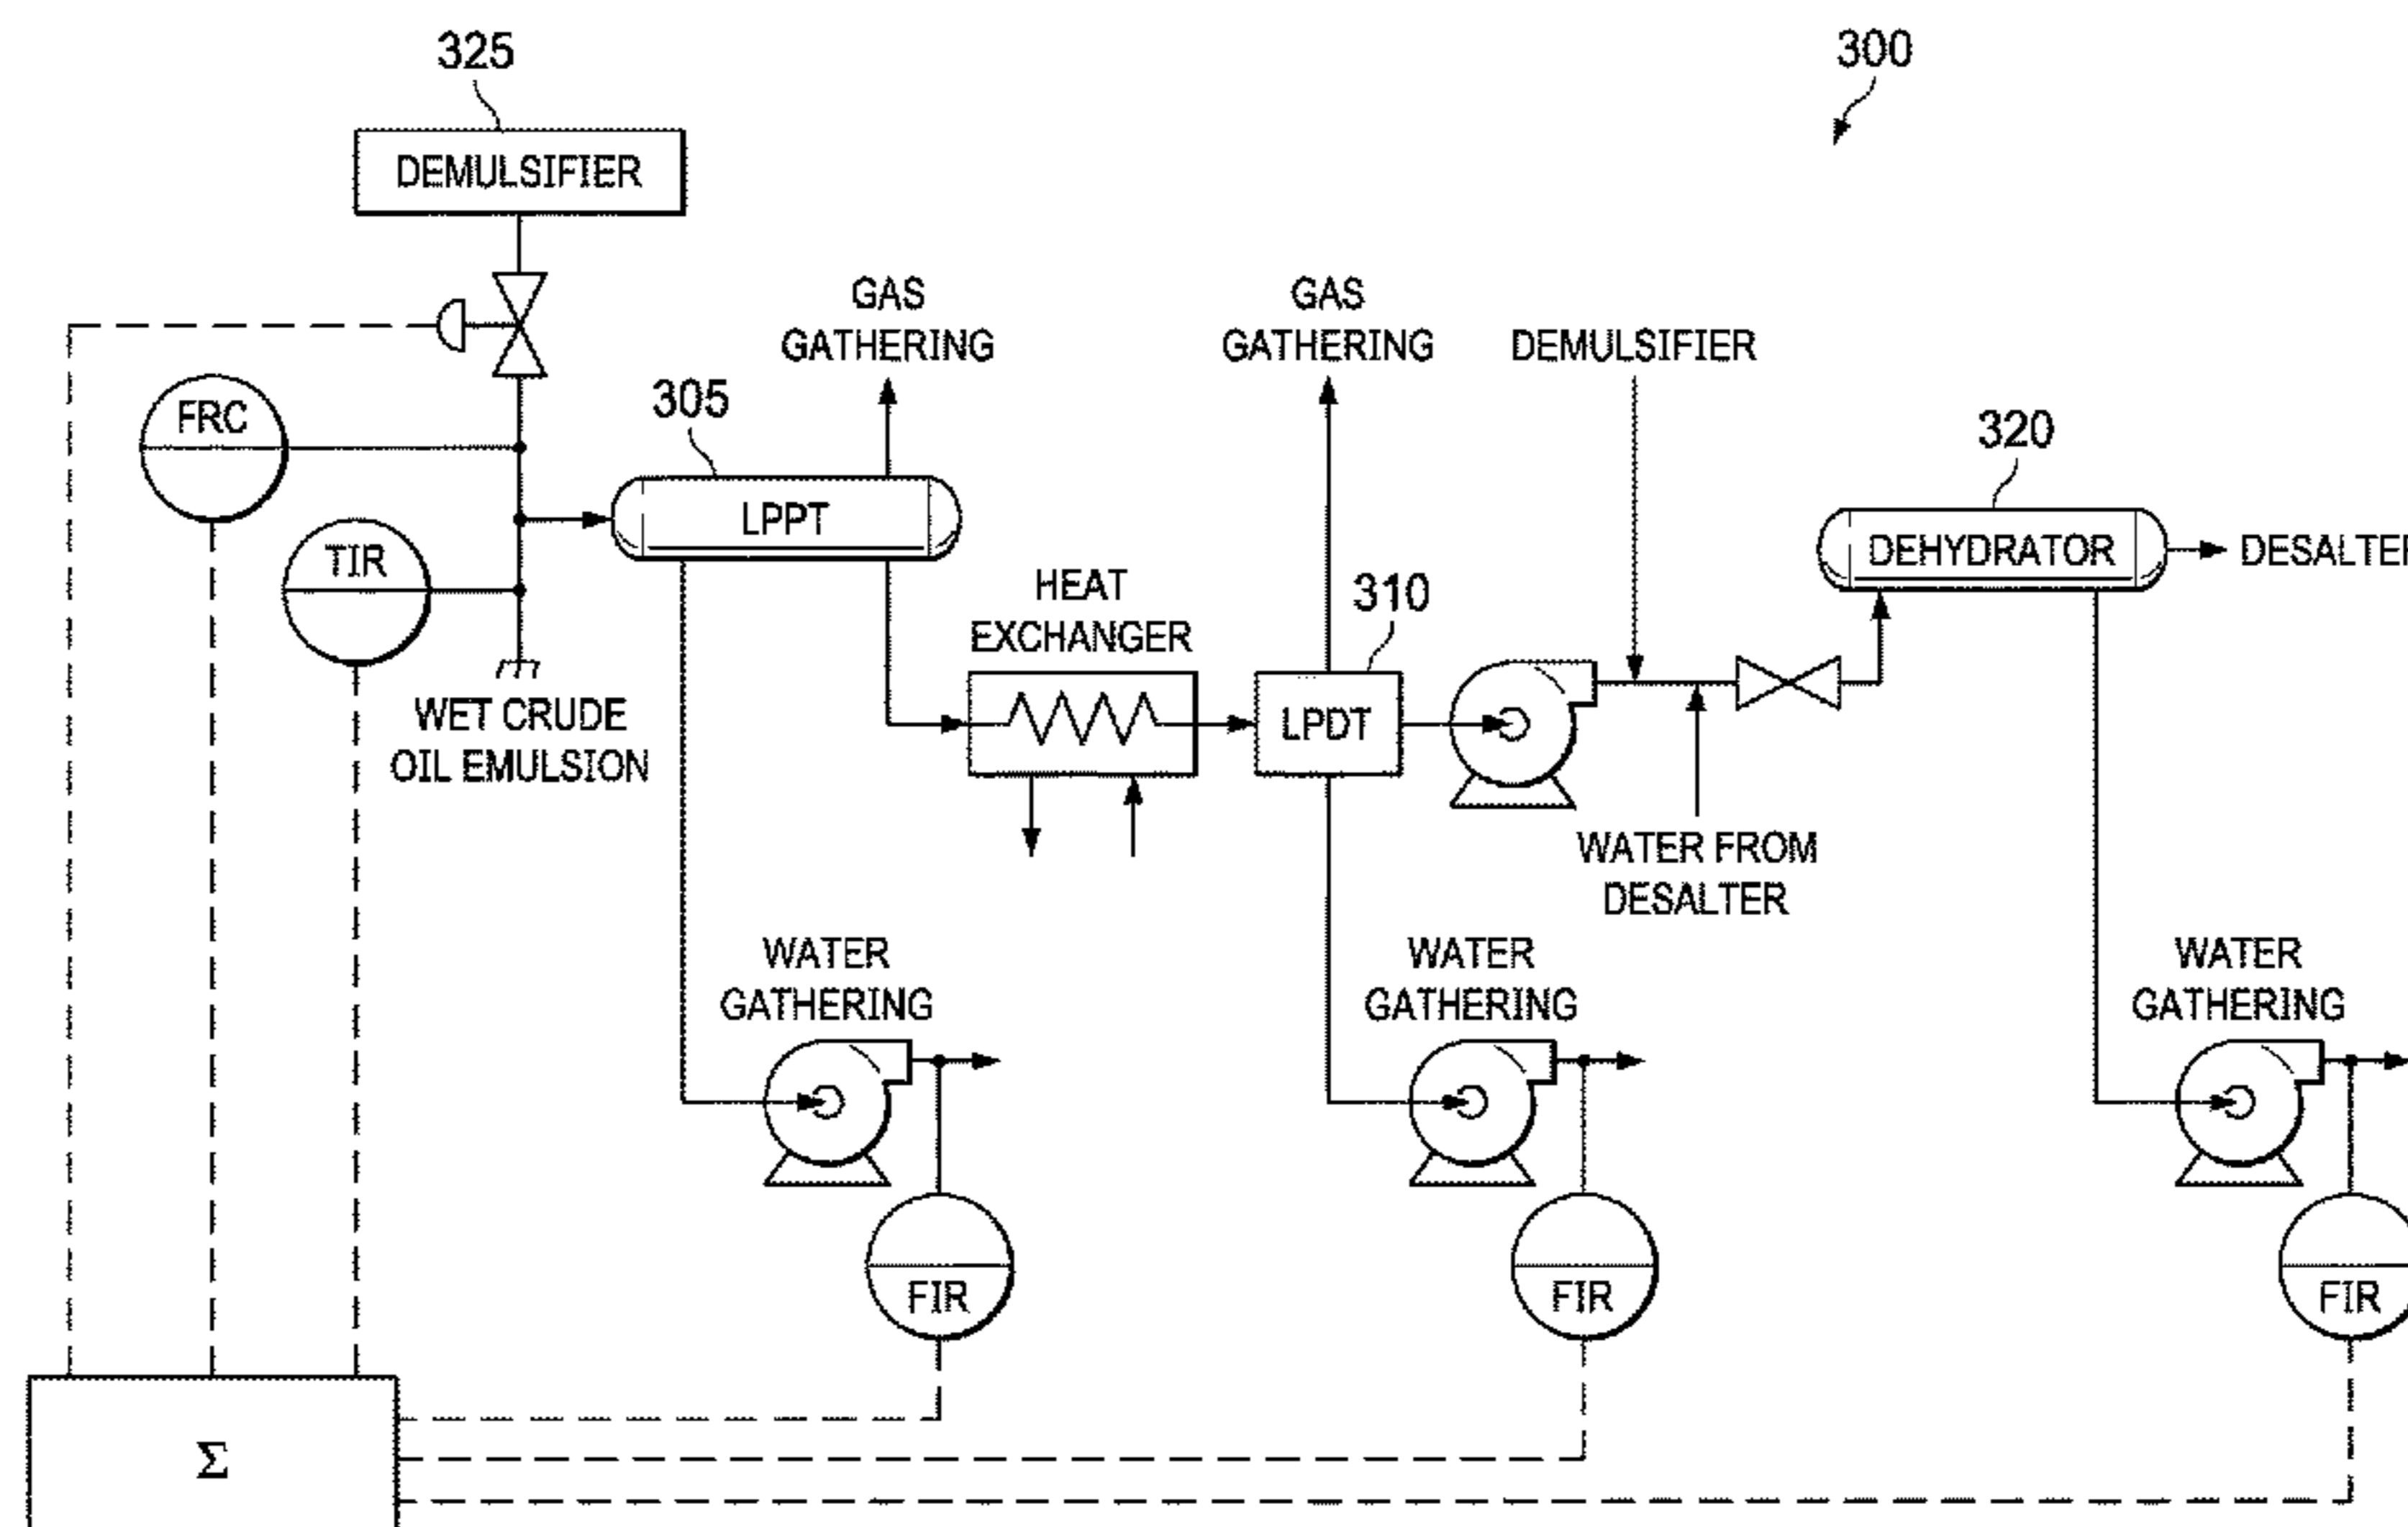 325
300
DEMULSIFIER
GAS
GATHERING
GAS
GATHERING
DEMULSIFIER
FRC
305
320
LPPT
TIR
DEHYDRATOR
DESALTER
HEAT
EXCHANGER
310
WET CRUDE
OIL EMULSION
LPDT
WATER FROM
DESALTER
WATER
GATHERING
WATER
GATHERING
WATER
GATHERING
FIR
FIR
FIR
Σ